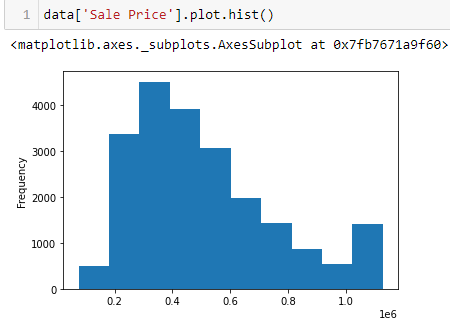 1 data['Sale Price'].plot.hist()
<matplotlib.axes._subplots.AxesSubplot at 0x7fb7671a9f60>
4000
3000
2000
1000
0
Frequency
0.2 0.4 0.6 0.8 1.0
1e6